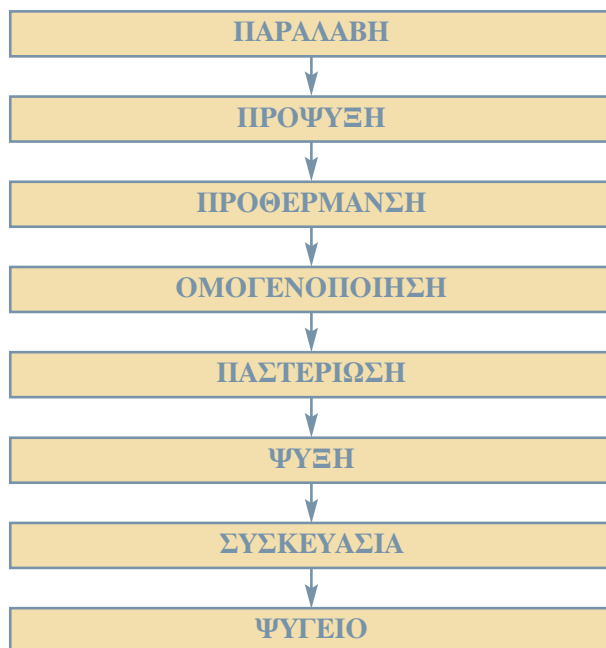 ΠΑΡΑΛΑΒΗ
ΠΡΟΨΥΞΗ
ΠΡΟΘΕΡΜΑΝΣΗ
ΟΜΟΓΕΝΟΠΟΙΗΣΗ
ΠΑΣΤΕΡΙΩΣΗ
ΨΥΞΗ
ΣΥΣΚΕΥΑΣΙΑ
ΨΥΓΕΙΟ